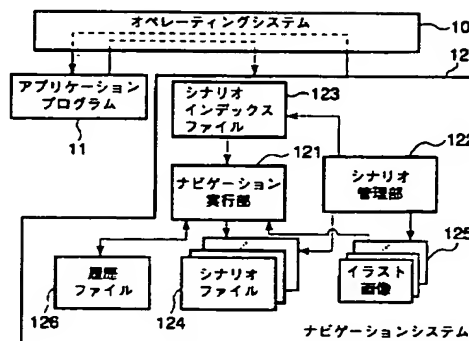 オペレーティングシステム
10
12
アプリケーション
プログラム
11
シナリオ
インデックス
ファイル
123
121
ナビゲーション
実行部
122
シナリオ
管理部
履歴
ファイル
126
シナリオ
ファイル
124
イラスト
画像
125
ナビゲーションシステム